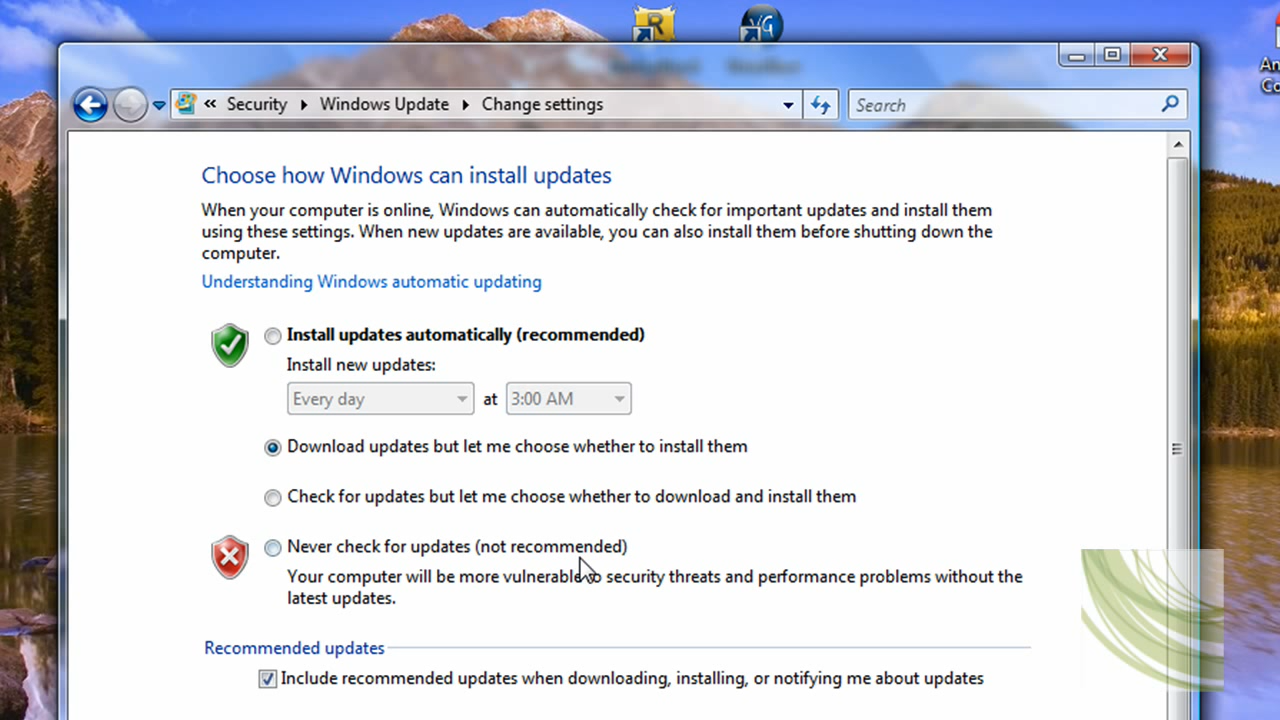 R
VG
An
Co
« Security ▸ Windows Update ▸ Change settings
Search
Choose how Windows can install updates
When your computer is online, Windows can automatically check for important updates and install them
using these settings. When new updates are available, you can also install them before shutting down the
computer.
Understanding Windows automatic updating
Install updates automatically (recommended)
Install new updates:
Every day at 3:00 AM
Download updates but let me choose whether to install them
Check for updates but let me choose whether to download and install them
Never check for updates (not recommended)
Your computer will be more vulnerable to security threats and performance problems without the
latest updates.
Recommended updates
Include recommended updates when downloading, installing, or notifying me about updates